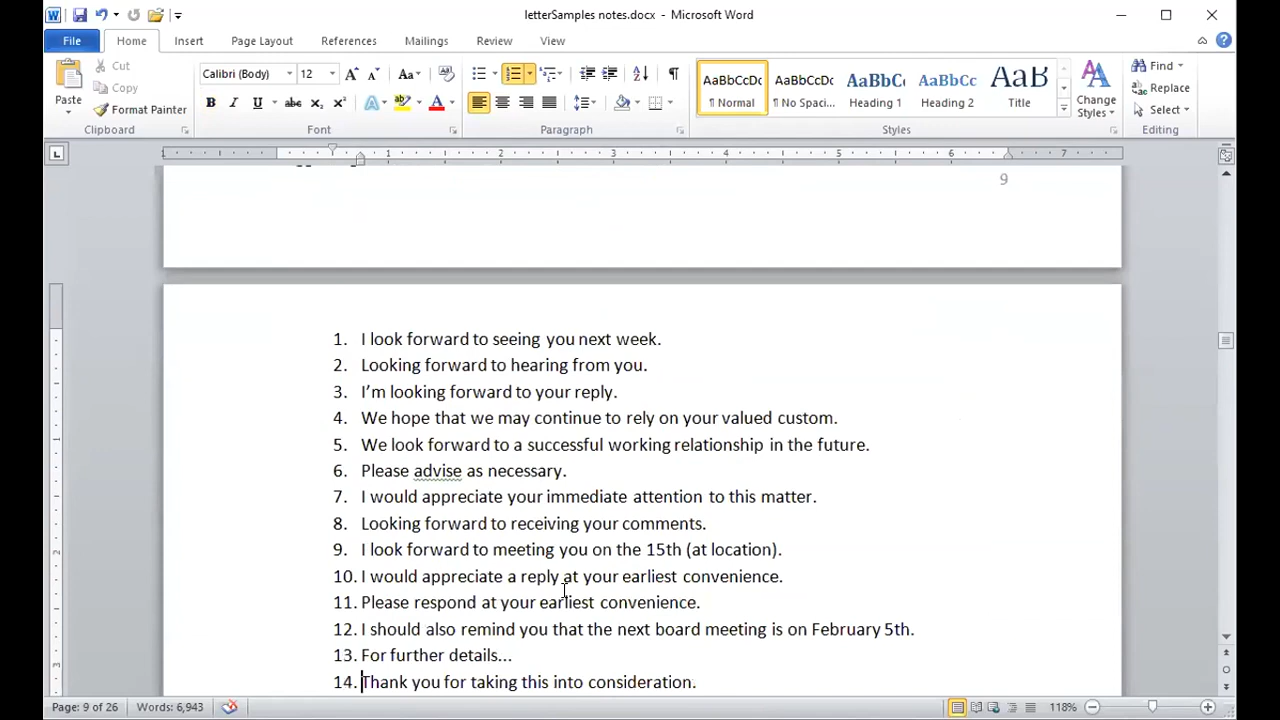 letterSamples notes.docx - Microsoft Word
File Home Insert Page Layout References Mailings Review View
Paste
Cut
Copy
Format Painter
Clipboard
Calibri (Body) 12
Font
Paragraph
AaBbCcDc AaBbCcDc AaBbC AaBbCc AaB
¶ Normal ¶ No Spaci... Heading 1 Heading 2 Title
Change Styles
Styles
Find
Replace
Select
Editing
1 1 2 3 4 5 6 7
9
1. I look forward to seeing you next week.
2. Looking forward to hearing from you.
3. I’m looking forward to your reply.
4. We hope that we may continue to rely on your valued custom.
5. We look forward to a successful working relationship in the future.
6. Please advise as necessary.
7. I would appreciate your immediate attention to this matter.
8. Looking forward to receiving your comments.
9. I look forward to meeting you on the 15th (at location).
10. I would appreciate a reply at your earliest convenience.
11. Please respond at your earliest convenience.
12. I should also remind you that the next board meeting is on February 5th.
13. For further details...
14. Thank you for taking this into consideration.
Page: 9 of 26 Words: 6,943 118%